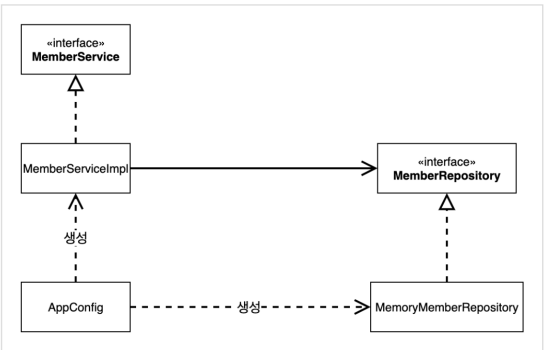 «interface»
MemberService
MemberServiceImpl
«interface»
MemberRepository
생성
AppConfig
생성
MemoryMemberRepository